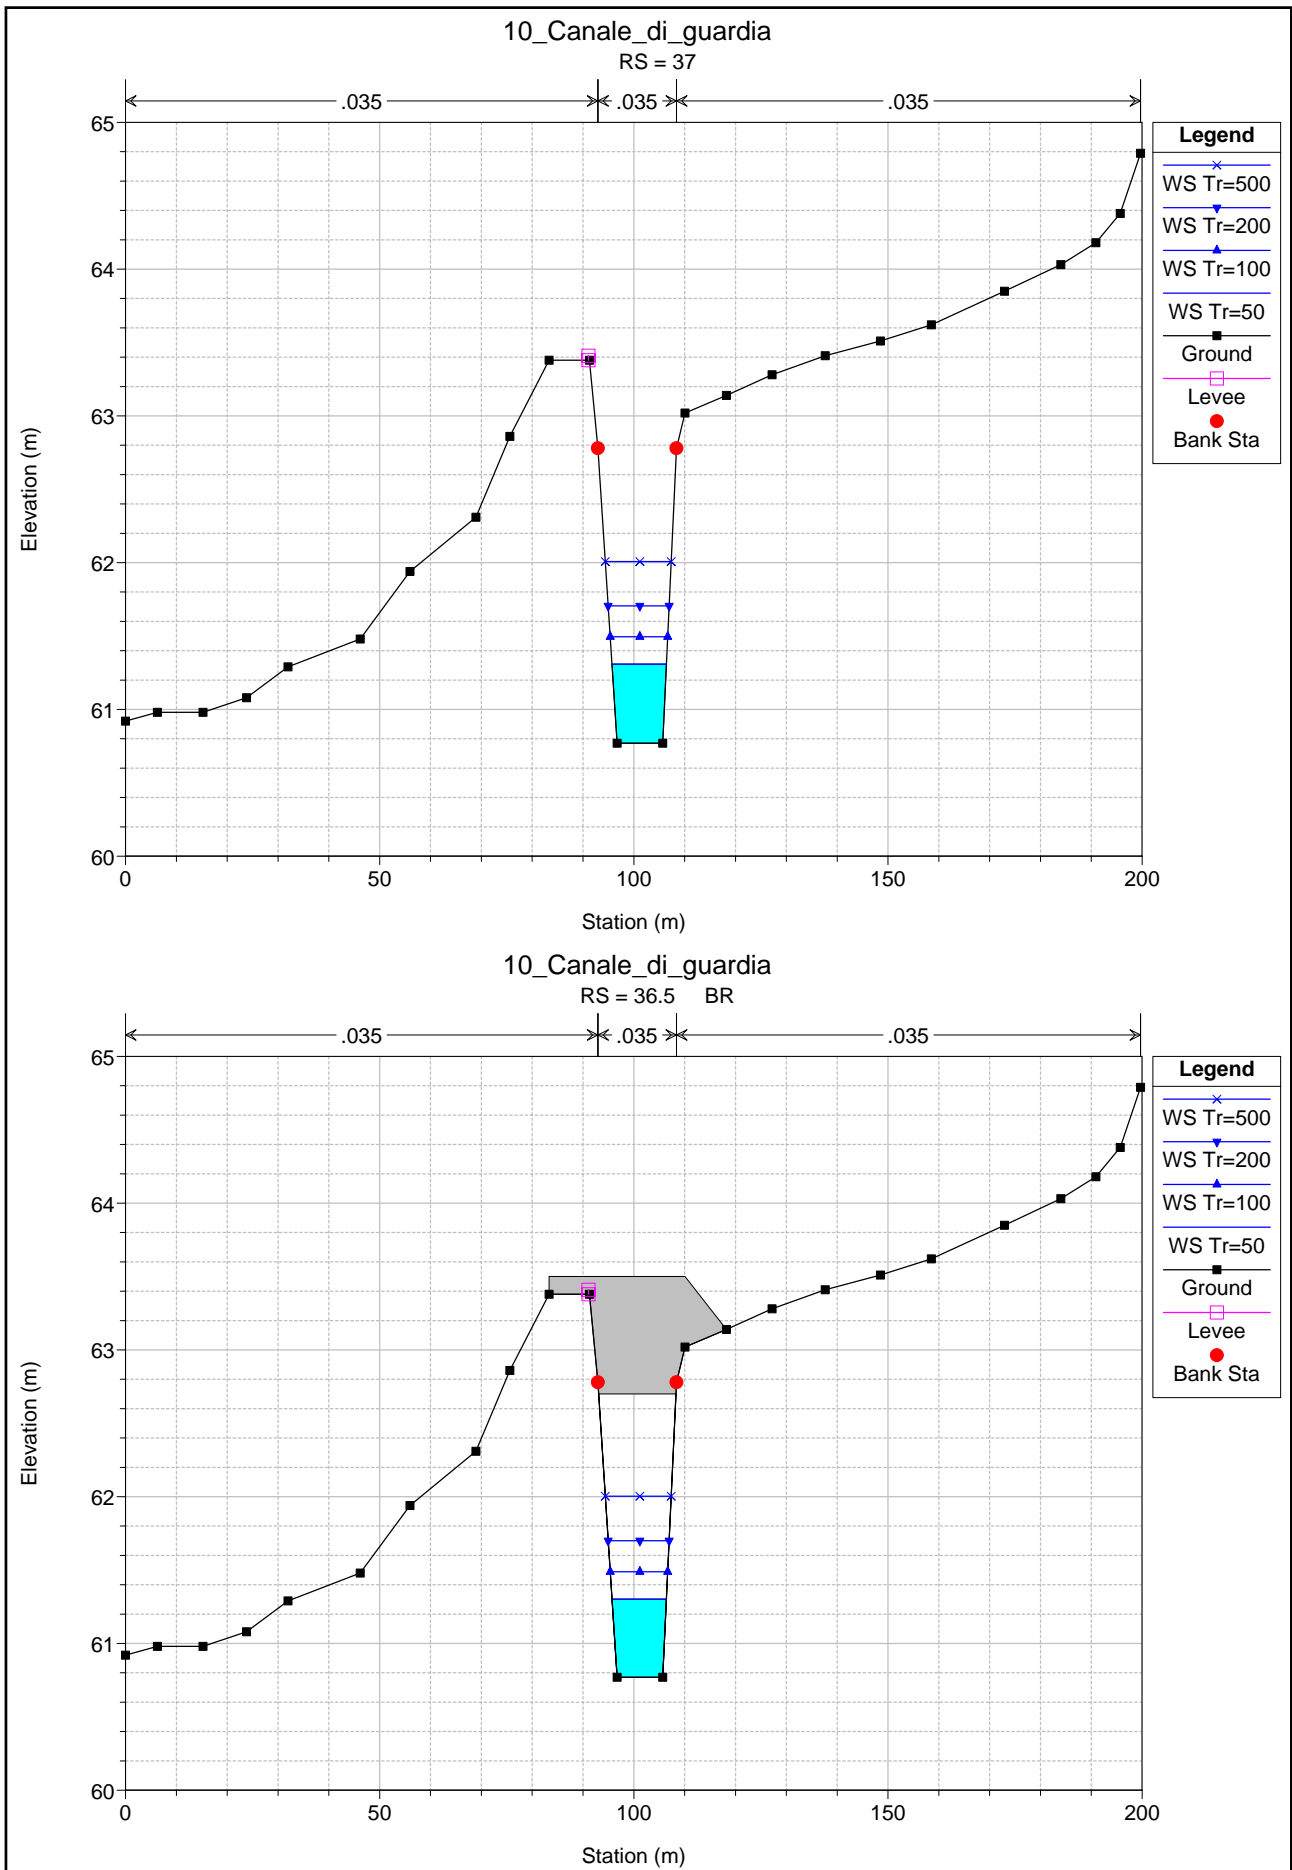 10_Canale_di_guardia
RS = 37
.035 .035 .035
65
64
63
62
61
60
0 50 100 150 200
Elevation (m)
Station (m)
Legend
WS Tr=500
WS Tr=200
WS Tr=100
WS Tr=50
Ground
Levee
Bank Sta
10_Canale_di_guardia
RS = 36.5 BR
.035 .035 .035
65
64
63
62
61
60
0 50 100 150 200
Elevation (m)
Station (m)
Legend
WS Tr=500
WS Tr=200
WS Tr=100
WS Tr=50
Ground
Levee
Bank Sta